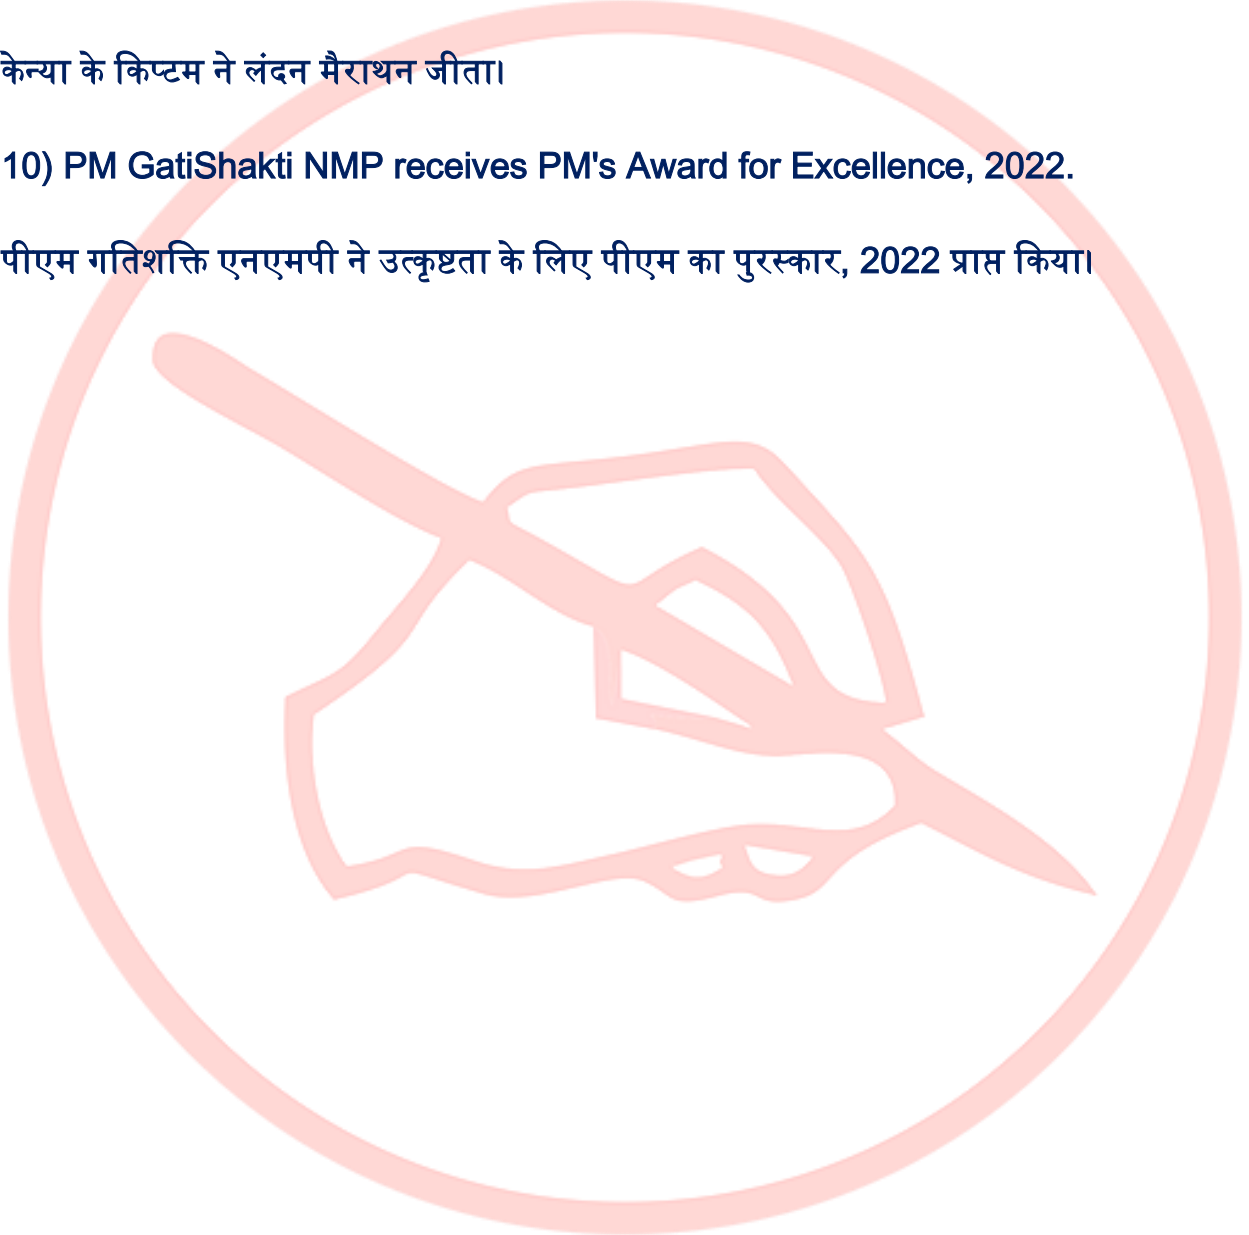 केन्या के किप्टम ने लंदन मैराथन जीता।
10) PM GatiShakti NMP receives PM's Award for Excellence, 2022.
पीएम गतिशक्ति एनएमपी ने उत्कृष्टता के लिए पीएम का पुरस्कार, 2022 प्राप्त किया।